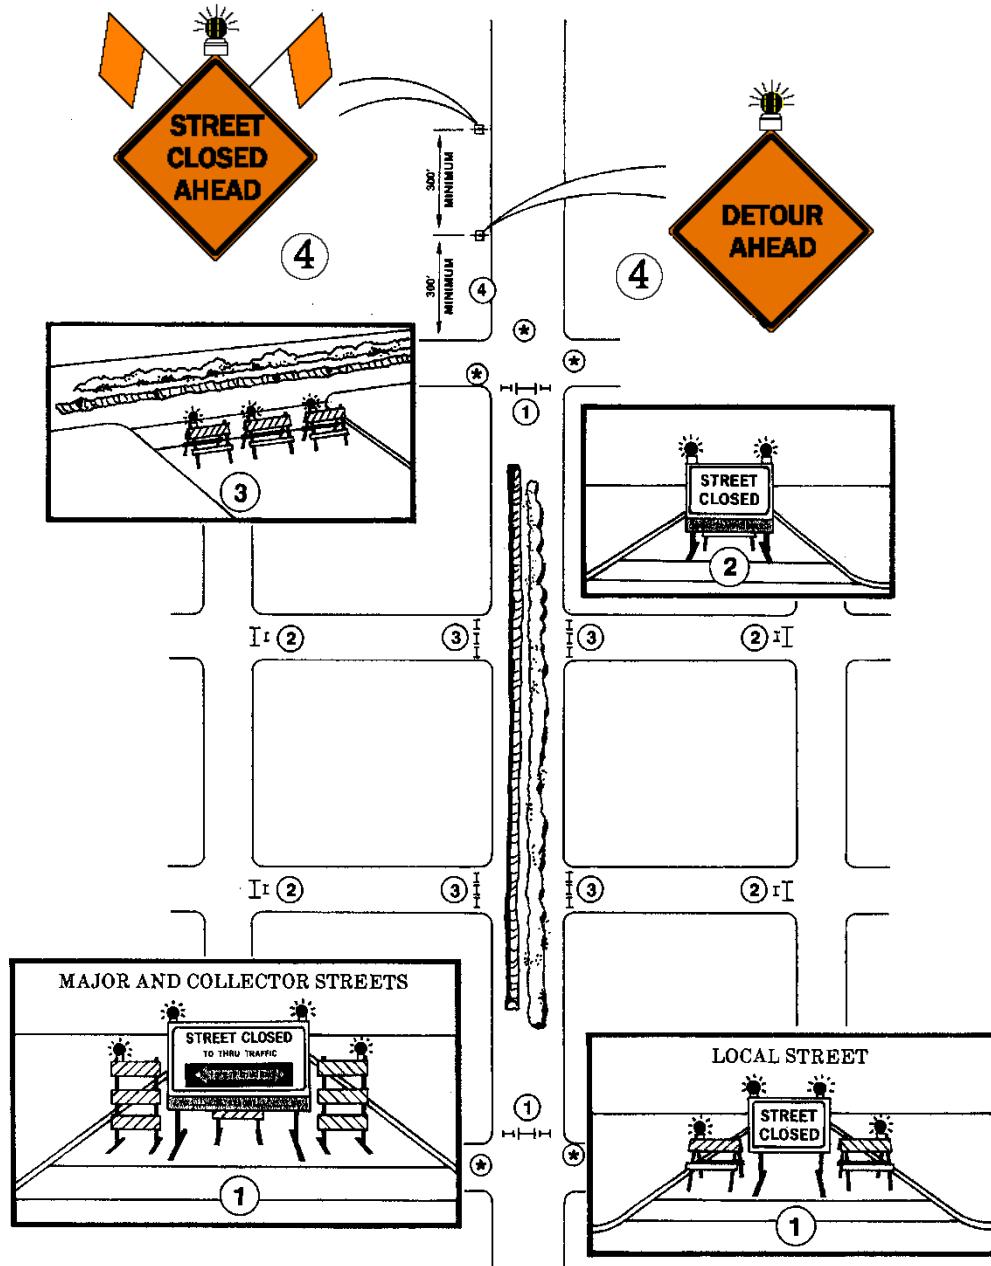 STREET
CLOSED
AHEAD
4
300'
MINIMUM
300'
MINIMUM
4
DETOUR
AHEAD
4
*
*
*
1
3
STREET
CLOSED
2
2
3
3
2
2
3
3
2
MAJOR AND COLLECTOR STREETS
STREET CLOSED
TO THRU TRAFFIC
1
1
*
*
LOCAL STREET
STREET
CLOSED
1